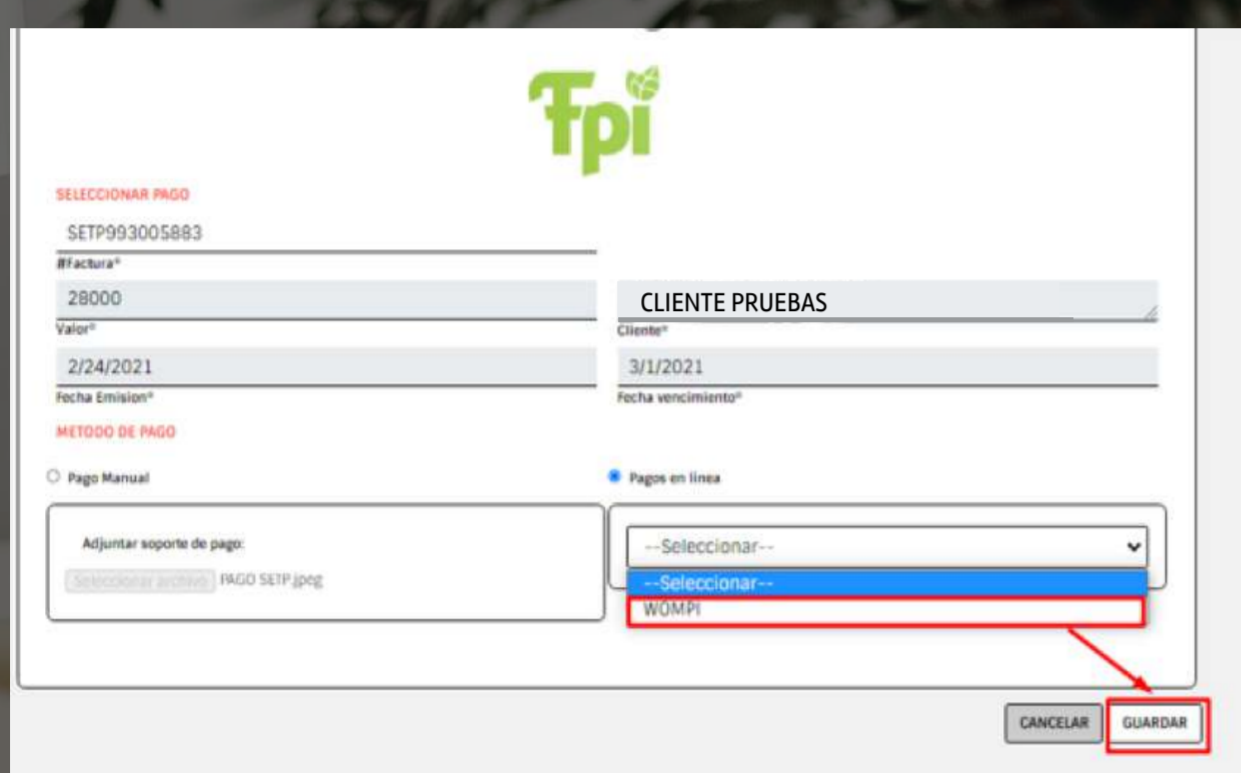 Fpi
SELECCIONAR PAGO
SETP993005883
#Factura*
28000
CLIENTE PRUEBAS
Valor*
Cliente*
2/24/2021
3/1/2021
Fecha Emision*
Fecha vencimiento*
METODO DE PAGO
Pago Manual
Pagos en linea
Adjuntar soporte de pago:
--Seleccionar--
Seleccionar archivo PAGO SETP.jpeg
--Seleccionar--
WOMPI
CANCELAR
GUARDAR